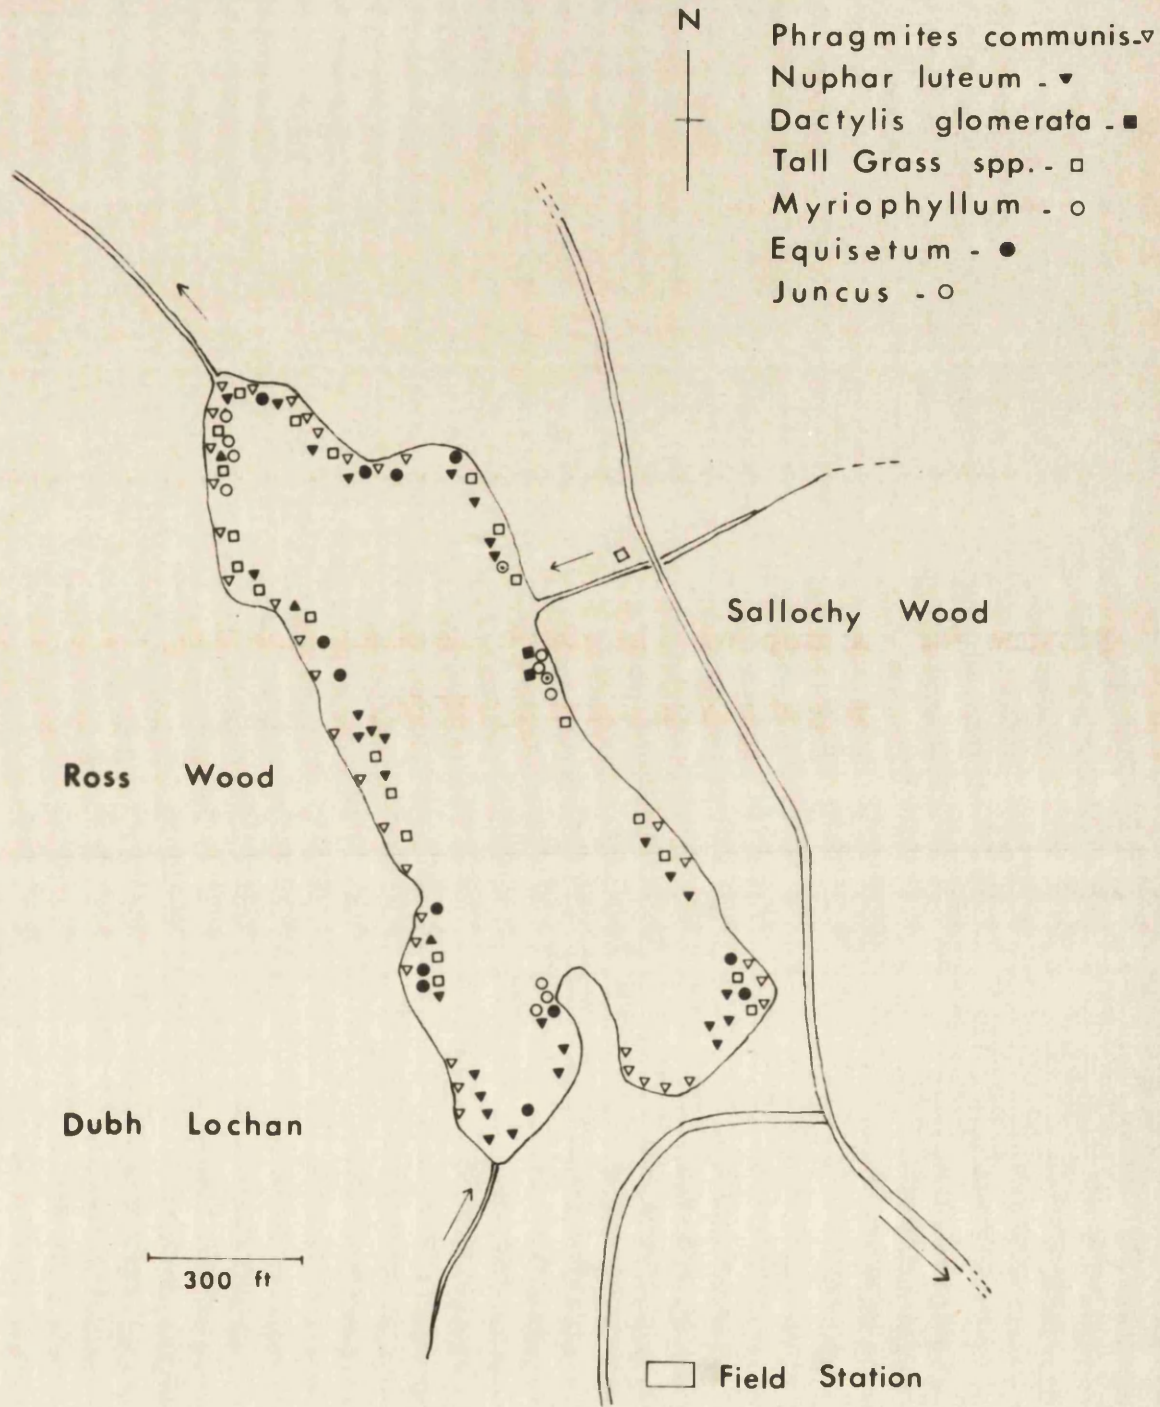 N
Phragmites communis-▿
Nuphar luteum - ▾
Dactylis glomerata - ■
Tall Grass spp. - □
Myriophyllum - ○
Equisetum - ●
Juncus - ○
Sallochy Wood
Ross Wood
Dubh Lochan
300 ft
Field Station